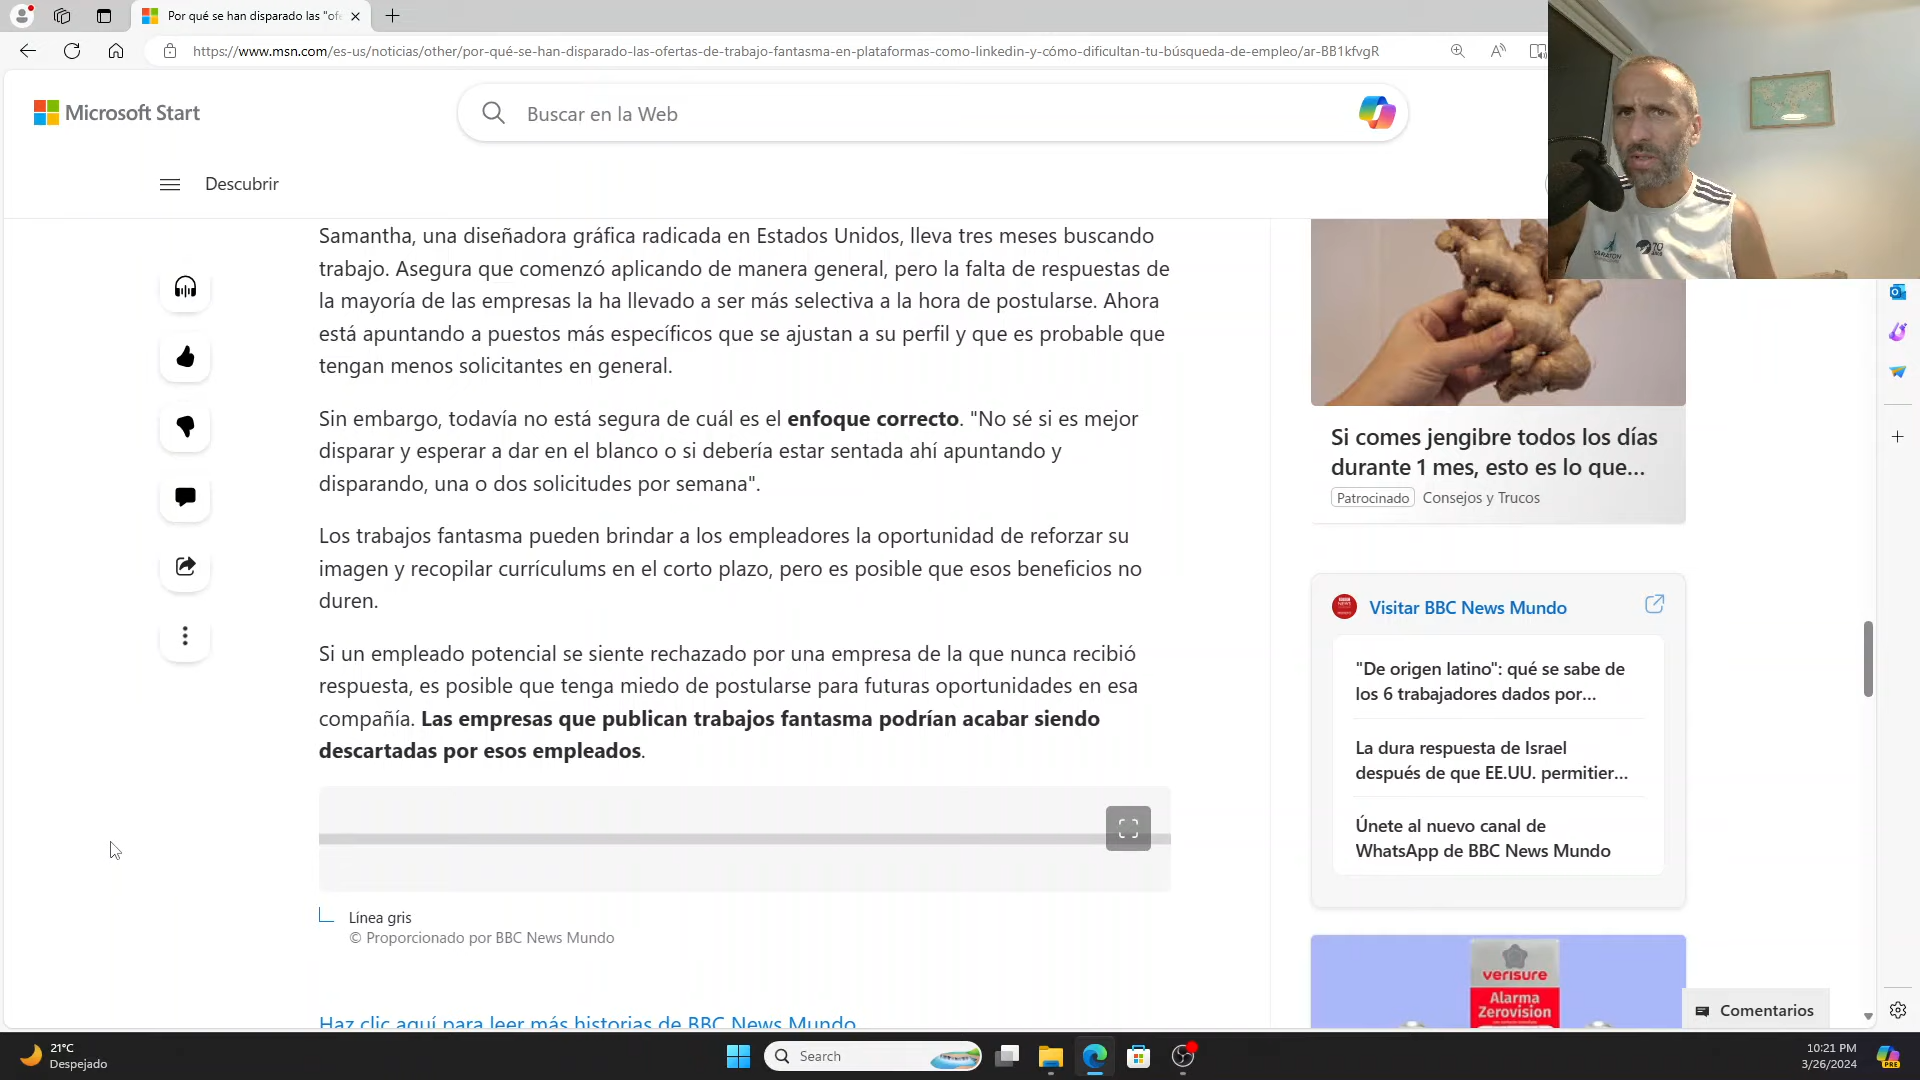 Por qué se han disparado las "ofe
https://www.msn.com/es-us/noticias/other/por-qué-se-han-disparado-las-ofertas-de-trabajo-fantasma-en-plataformas-como-linkedin-y-cómo-dificultan-tu-búsqueda-de-empleo/ar-BB1kfvgR
Microsoft Start
Buscar en la Web
Descubrir
Samantha, una diseñadora gráfica radicada en Estados Unidos, lleva tres meses buscando
trabajo. Asegura que comenzó aplicando de manera general, pero la falta de respuestas de
la mayoría de las empresas la ha llevado a ser más selectiva a la hora de postularse. Ahora
está apuntando a puestos más específicos que se ajustan a su perfil y que es probable que
tengan menos solicitantes en general.
Sin embargo, todavía no está segura de cuál es el enfoque correcto. "No sé si es mejor
disparar y esperar a dar en el blanco o si debería estar sentada ahí apuntando y
disparando, una o dos solicitudes por semana".
Los trabajos fantasma pueden brindar a los empleadores la oportunidad de reforzar su
imagen y recopilar currículums en el corto plazo, pero es posible que esos beneficios no
duren.
Si un empleado potencial se siente rechazado por una empresa de la que nunca recibió
respuesta, es posible que tenga miedo de postularse para futuras oportunidades en esa
compañía. Las empresas que publican trabajos fantasma podrían acabar siendo
descartadas por esos empleados.
Línea gris
© Proporcionado por BBC News Mundo
Haz clic aquí para leer más historias de BBC News Mundo
Si comes jengibre todos los días
durante 1 mes, esto es lo que...
Patrocinado Consejos y Trucos
Visitar BBC News Mundo
"De origen latino": qué se sabe de
los 6 trabajadores dados por...
La dura respuesta de Israel
después de que EE.UU. permitier...
Únete al nuevo canal de
WhatsApp de BBC News Mundo
verisure
Alarma
Zerovision
Comentarios
21°C
Despejado
Search
10:21 PM
3/26/2024